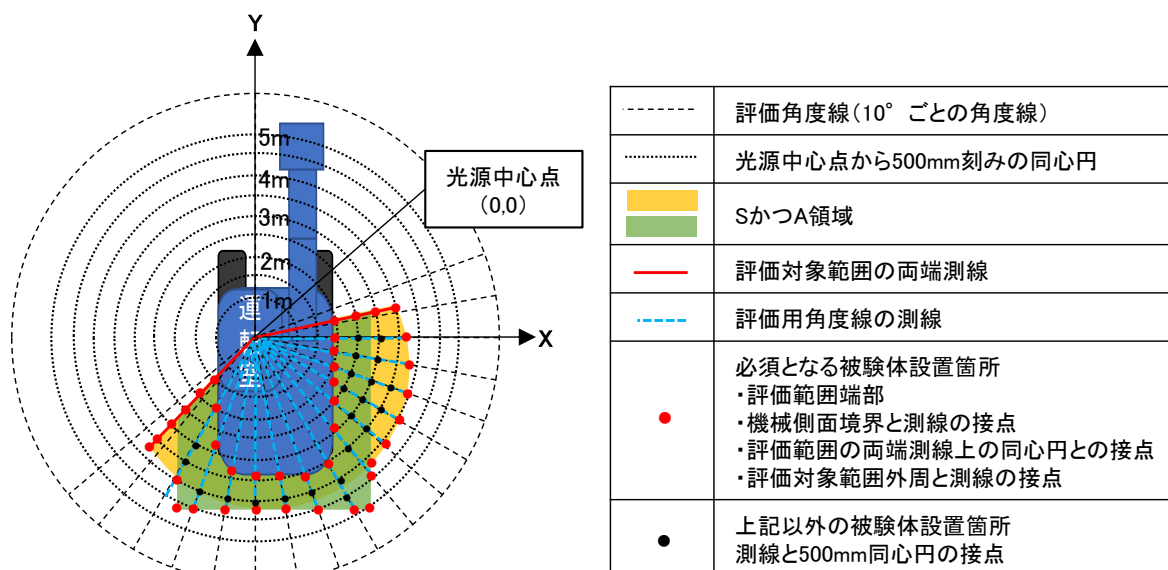 Y
5m
4m
3m
2m
1m
運
転
室
X
光源中心点
(0,0)
評価角度線(10°ごとの角度線)
光源中心点から500mm刻みの同心円
SかつA領域
評価対象範囲の両端測線
評価用角度線の測線
必須となる被験体設置箇所
・評価範囲端部
・機械側面境界と測線の接点
・評価範囲の両端測線上の同心円との接点
・評価対象範囲外周と測線の接点
上記以外の被験体設置箇所
測線と500mm同心円の接点